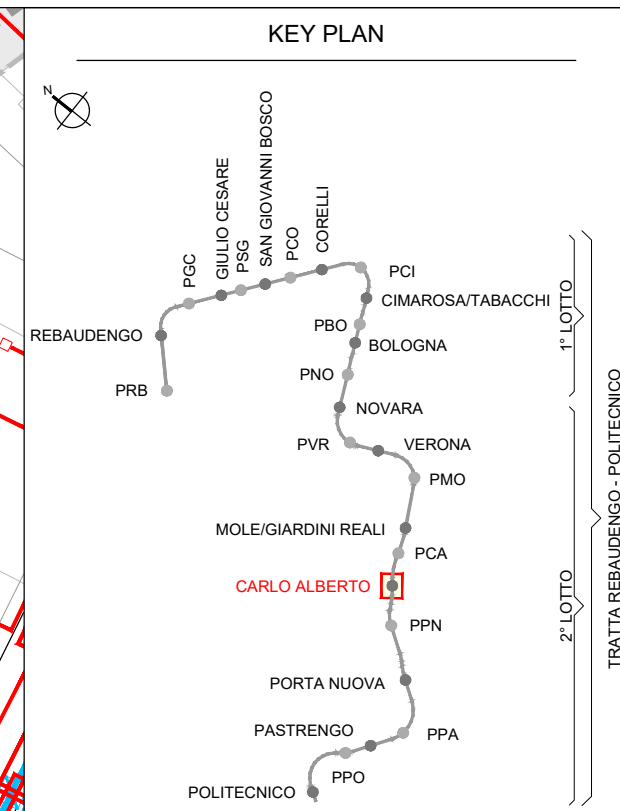 KEY PLAN
N
PGC
GIULIO CESARE
PSG
SAN GIOVANNI BOSCO
PCO
CORELLI
PCI
CIMAROSA/TABACCHI
REBAUDENGO
PBO
BOLOGNA
PNO
PRB
NOVARA
PVR
VERONA
PMO
MOLE/GIARDINI REALI
PCA
CARLO ALBERTO
PPN
PORTA NUOVA
PASTRENGO
PPA
PPO
POLITECNICO
1° LOTTO
2° LOTTO
TRATTA REBAUDENGO - POLITECNICO